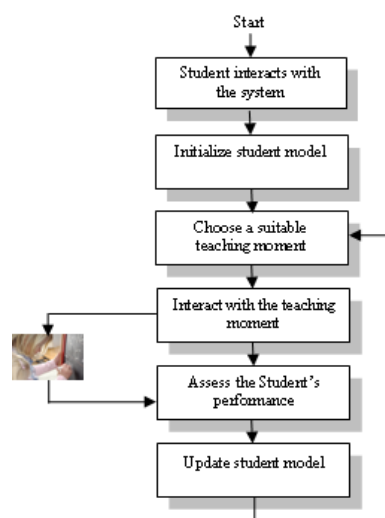 Start
Student interacts with
the system
Initialize student model
Choose a suitable
teaching moment
Interact with the teaching
moment
Assess the Student's
performance
Update student model